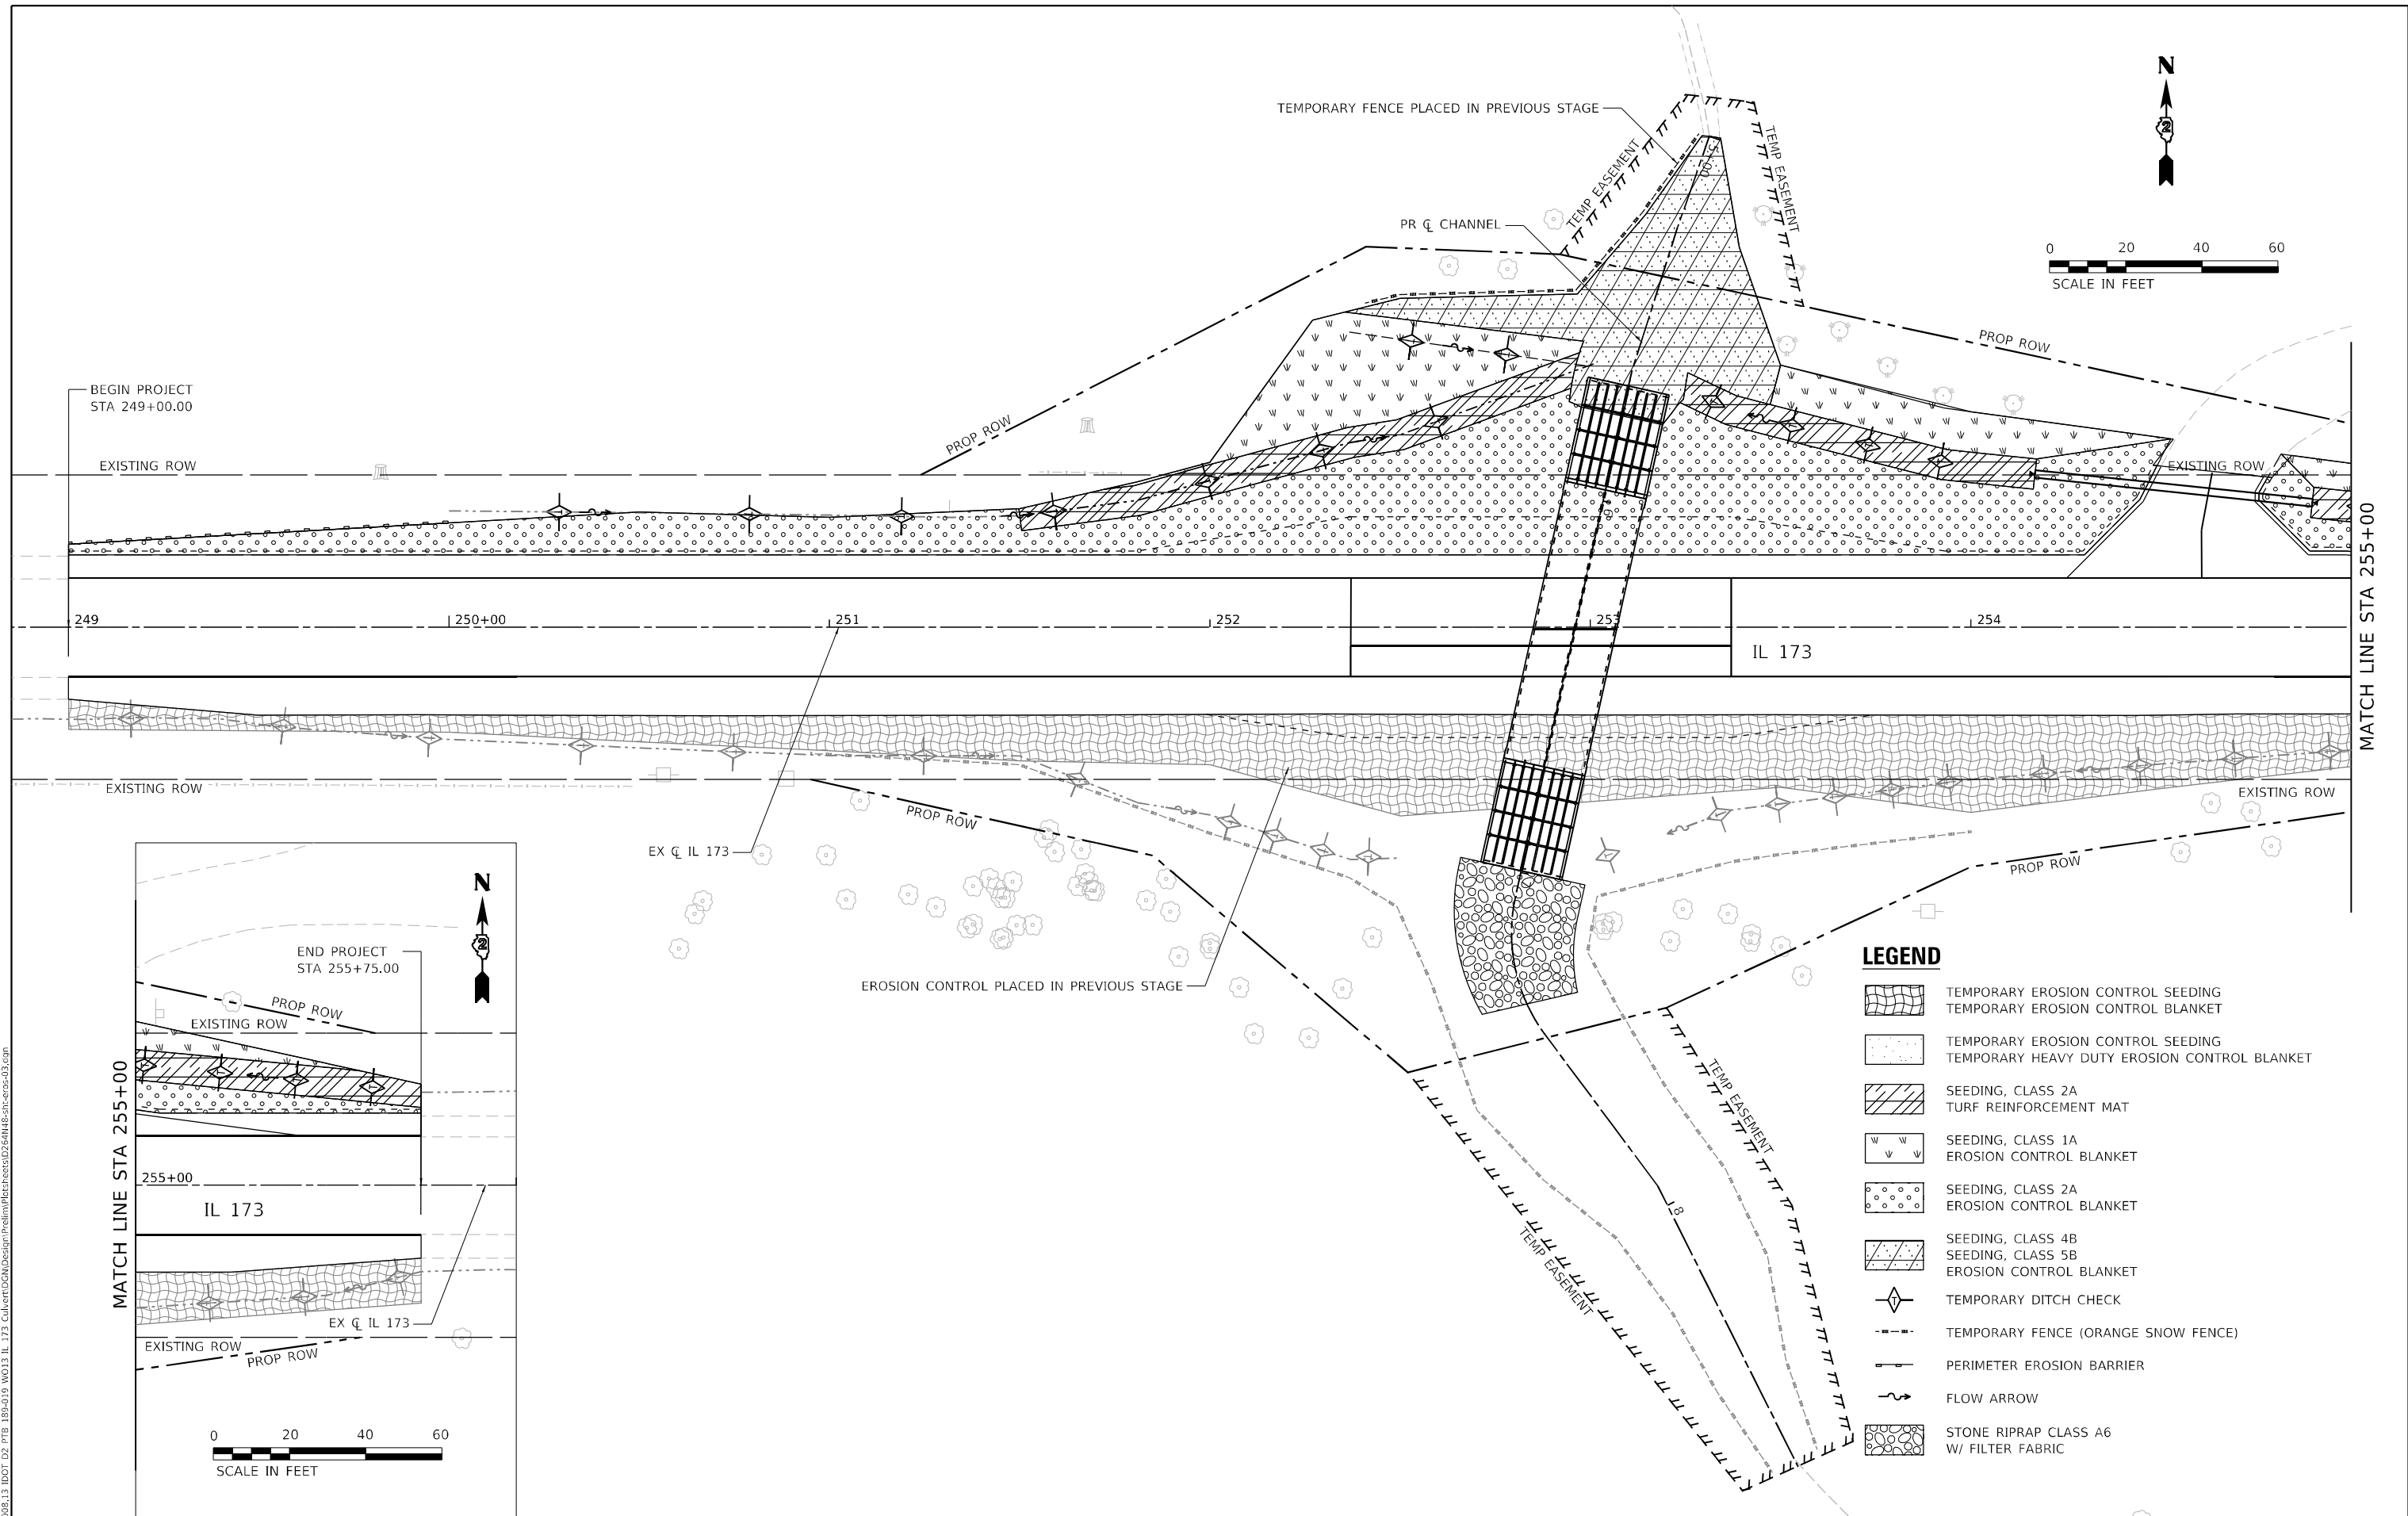 TEMPORARY FENCE PLACED IN PREVIOUS STAGE
TEMP EASEMENT
TEMP EASEMENT
N
2
PR ℄ CHANNEL
0 20 40 60
SCALE IN FEET
PROP ROW
BEGIN PROJECT
STA 249+00.00
PROP ROW
EXISTING ROW
EXISTING ROW
249
250+00
251
252
253
254
IL 173
MATCH LINE STA 255+00
EXISTING ROW
EXISTING ROW
PROP ROW
PROP ROW
EX ℄ IL 173
EROSION CONTROL PLACED IN PREVIOUS STAGE
TEMP EASEMENT
TEMP EASEMENT
18
N
2
END PROJECT
STA 255+75.00
PROP ROW
EXISTING ROW
MATCH LINE STA 255+00
255+00
IL 173
EX ℄ IL 173
EXISTING ROW
PROP ROW
0 20 40 60
SCALE IN FEET
LEGEND
TEMPORARY EROSION CONTROL SEEDING
TEMPORARY EROSION CONTROL BLANKET
TEMPORARY EROSION CONTROL SEEDING
TEMPORARY HEAVY DUTY EROSION CONTROL BLANKET
SEEDING, CLASS 2A
TURF REINFORCEMENT MAT
SEEDING, CLASS 1A
EROSION CONTROL BLANKET
SEEDING, CLASS 2A
EROSION CONTROL BLANKET
SEEDING, CLASS 4B
SEEDING, CLASS 5B
EROSION CONTROL BLANKET
T
TEMPORARY DITCH CHECK
TEMPORARY FENCE (ORANGE SNOW FENCE)
PERIMETER EROSION BARRIER
FLOW ARROW
STONE RIPRAP CLASS A6
W/ FILTER FABRIC